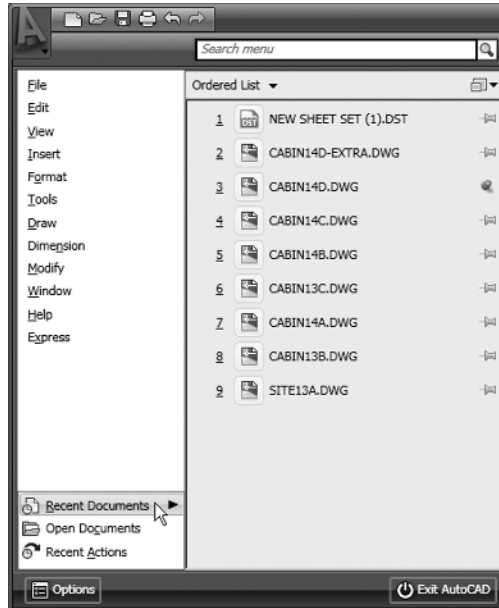 Search menu
File
Edit
View
Insert
Format
Tools
Draw
Dimension
Modify
Window
Help
Express
Recent Documents
Open Documents
Recent Actions
Ordered List
1 DST NEW SHEET SET (1).DST
2 CABIN14D-EXTRA.DWG
3 CABIN14D.DWG
4 CABIN14C.DWG
5 CABIN14B.DWG
6 CABIN13C.DWG
7 CABIN14A.DWG
8 CABIN13B.DWG
9 SITE13A.DWG
Options
Exit AutoCAD